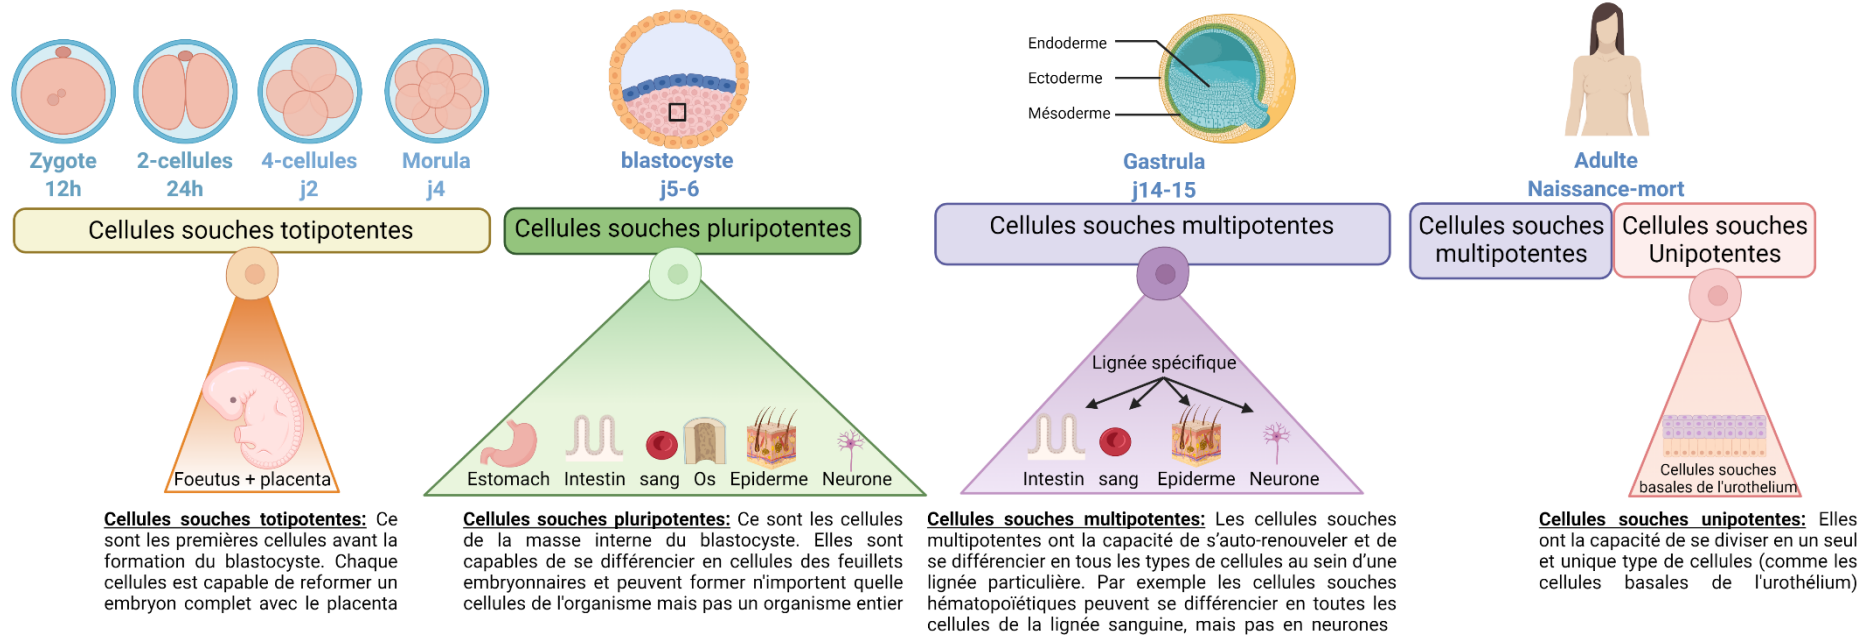 Zygote
12h
2-cellules
24h
4-cellules
j2
Morula
j4
blastocyste
j5-6
Endoderme
Ectoderme
Mésoderme
Gastrula
j14-15
Adulte
Naissance-mort
Cellules souches totipotentes
Cellules souches pluripotentes
Cellules souches multipotentes
Cellules souches
multipotentes
Cellules souches
Unipotentes
Foeutus + placenta
Estomach
Intestin
sang
Os
Epiderme
Neurone
Lignée spécifique
Intestin
sang
Epiderme
Neurone
Cellules souches
basales de l'urothelium
Cellules souches totipotentes: Ce
sont les premières cellules avant la
formation du blastocyste. Chaque
cellules est capable de reformer un
embryon complet avec le placenta
Cellules souches pluripotentes: Ce sont les cellules
de la masse interne du blastocyste. Elles sont
capables de se différencier en cellules des feuillets
embryonnaires et peuvent former n'importent quelle
cellules de l'organisme mais pas un organisme entier
Cellules souches multipotentes: Les cellules souches
multipotentes ont la capacité de s'auto-renouveler et de
se différencier en tous les types de cellules au sein d'une
lignée particulière. Par exemple les cellules souches
hématopoïétiques peuvent se différencier en toutes les
cellules de la lignée sanguine, mais pas en neurones
Cellules souches unipotentes: Elles
ont la capacité de se diviser en un seul
et unique type de cellules (comme les
cellules basales de l'urothélium)